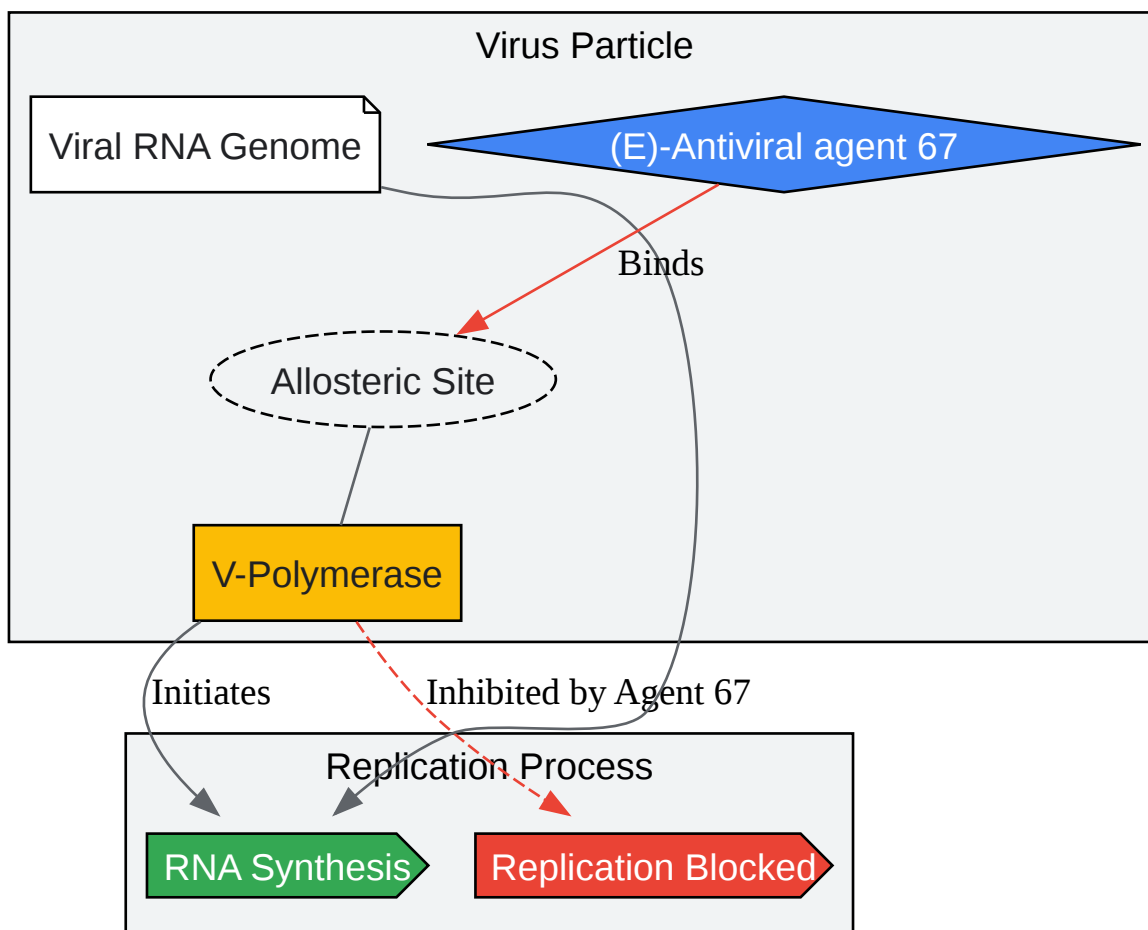 Virus Particle
Viral RNA Genome
(E)-Antiviral agent 67
Binds
Allosteric Site
V-Polymerase
Initiates
Inhibited by Agent 67
Replication Process
RNA Synthesis
Replication Blocked